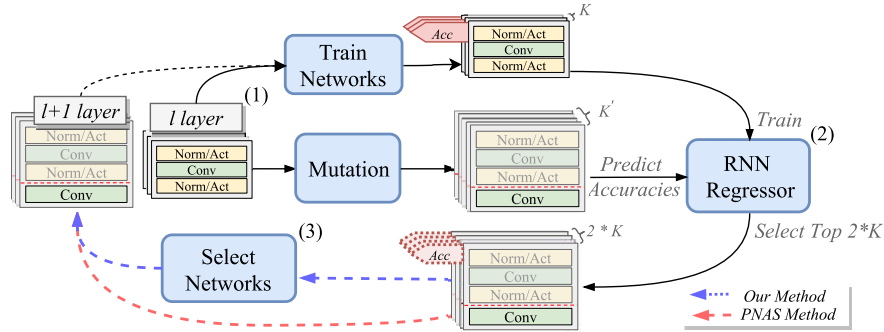 K
Acc
Norm/Act
Conv
Norm/Act
Train
Networks
(1)
l+1 layer
l layer
Norm/Act
Conv
Norm/Act
Conv
Norm/Act
Conv
Norm/Act
Mutation
K'
Norm/Act
Conv
Norm/Act
Conv
Predict
Accuracies
Train
(2)
RNN
Regressor
Select Top 2*K
(3)
Select
Networks
2 * K
Acc
Norm/Act
Conv
Norm/Act
Conv
Our Method
PNAS Method